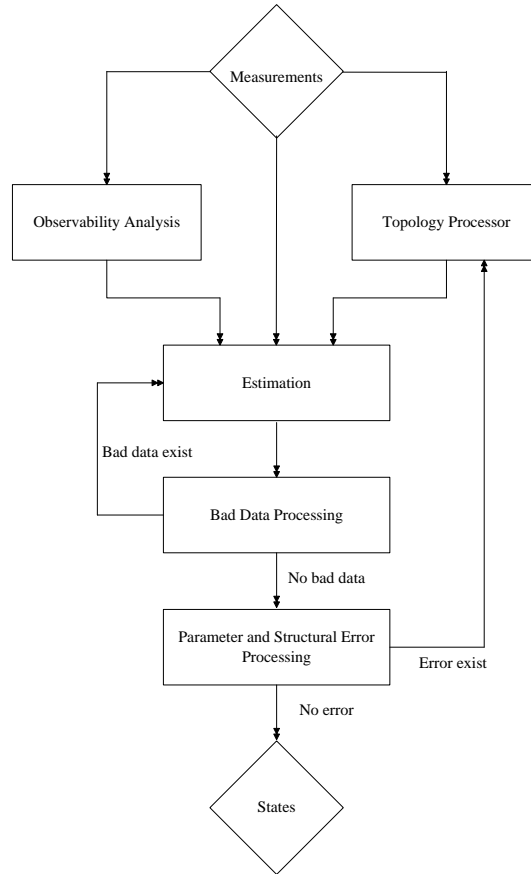 Measurements
Observability Analysis
Topology Processor
Estimation
Bad data exist
Bad Data Processing
No bad data
Parameter and Structural Error
Processing
Error exist
No error
States